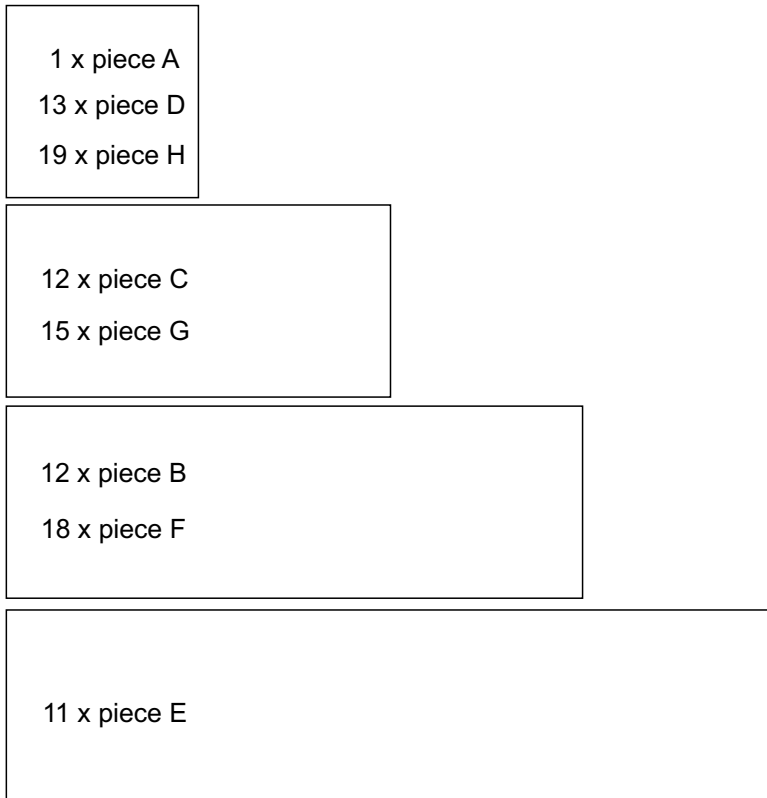 1 x piece A
13 x piece D
19 x piece H
12 x piece C
15 x piece G
12 x piece B
18 x piece F
11 x piece E